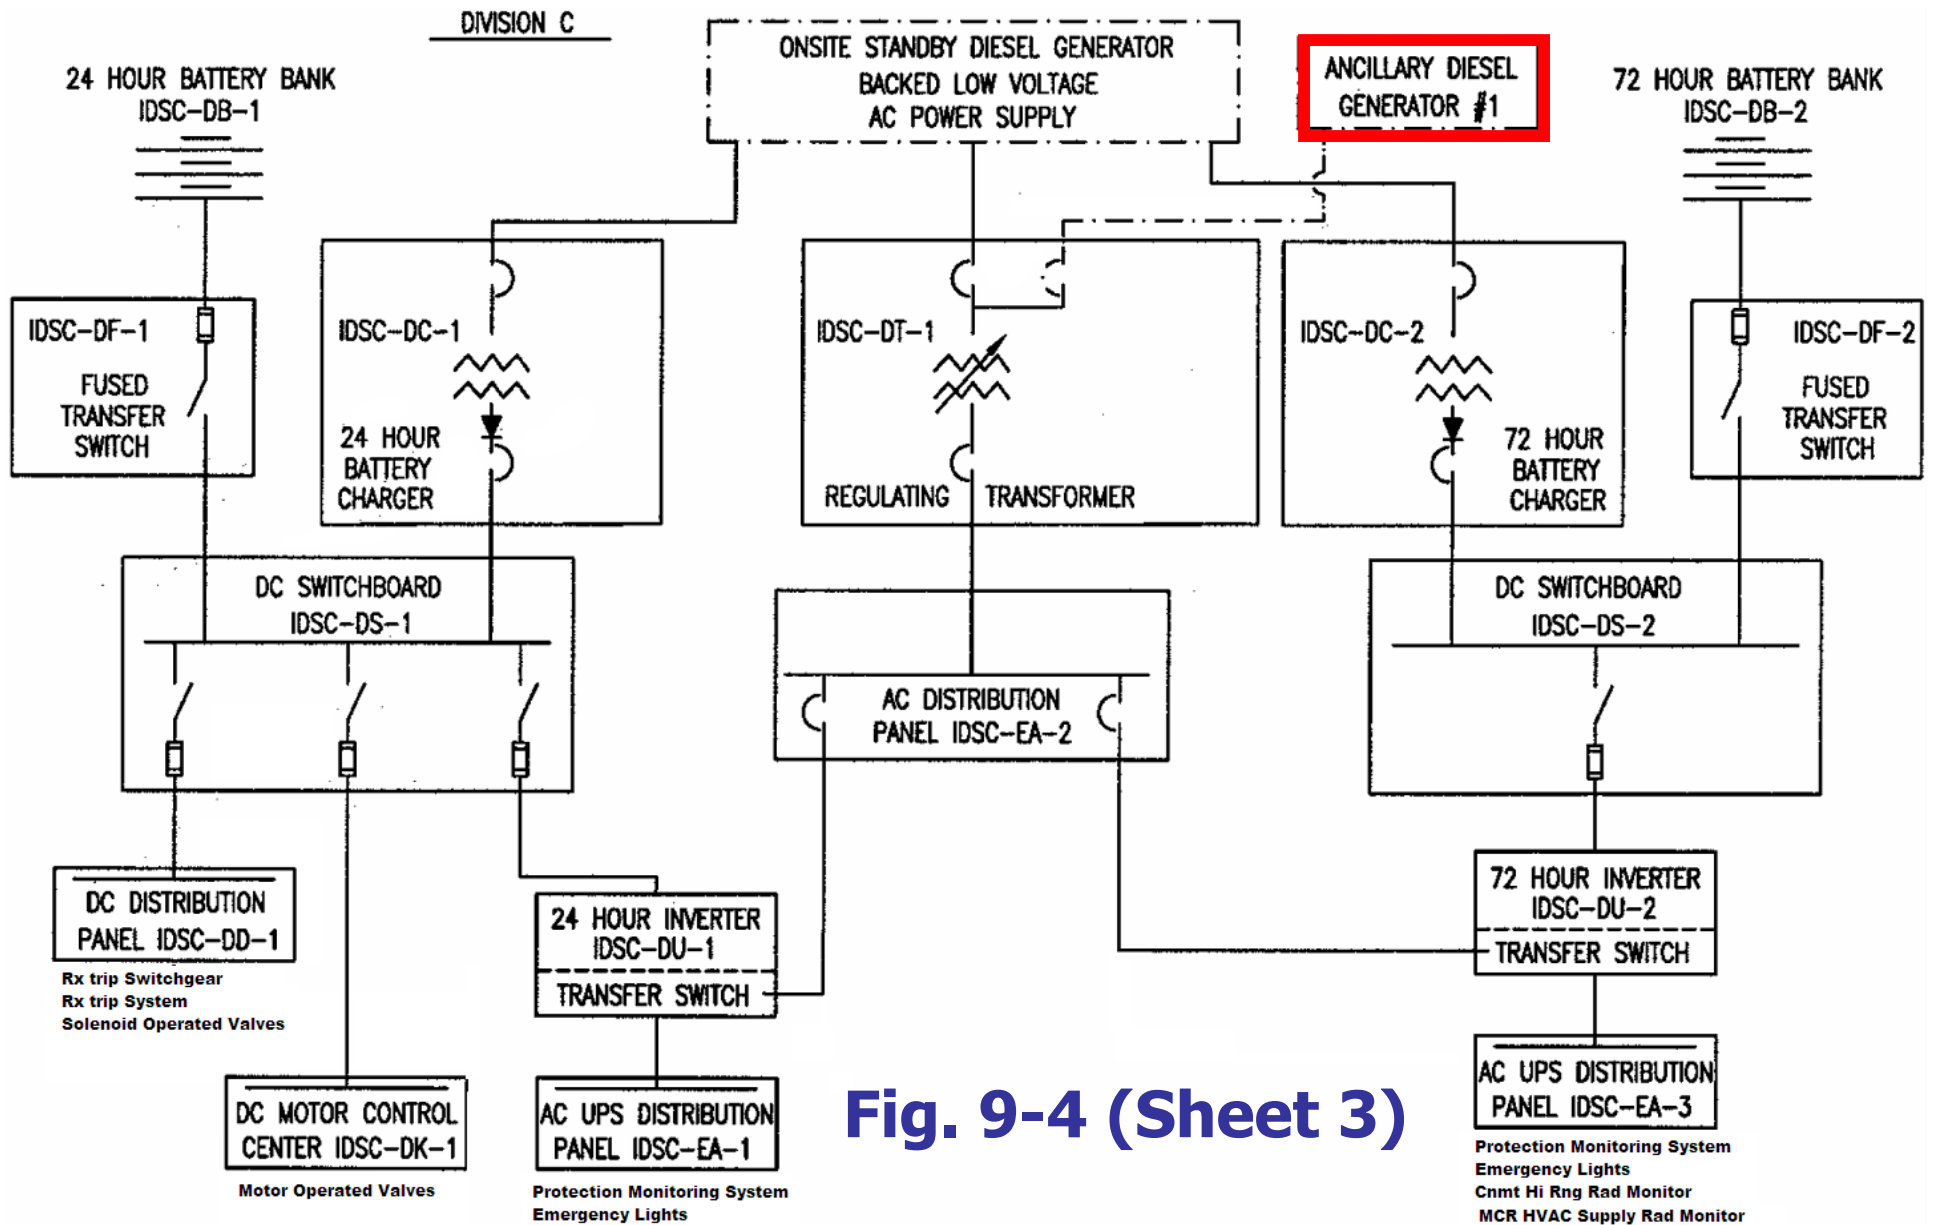 DIVISION C
ONSITE STANDBY DIESEL GENERATOR
BACKED LOW VOLTAGE
AC POWER SUPPLY
ANCILLARY DIESEL
GENERATOR #1
24 HOUR BATTERY BANK
IDSC-DB-1
72 HOUR BATTERY BANK
IDSC-DB-2
IDSC-DF-1
FUSED
TRANSFER
SWITCH
IDSC-DC-1
24 HOUR
BATTERY
CHARGER
IDSC-DT-1
REGULATING TRANSFORMER
IDSC-DC-2
72 HOUR
BATTERY
CHARGER
IDSC-DF-2
FUSED
TRANSFER
SWITCH
DC SWITCHBOARD
IDSC-DS-1
AC DISTRIBUTION
PANEL IDSC-EA-2
DC SWITCHBOARD
IDSC-DS-2
DC DISTRIBUTION
PANEL IDSC-DD-1
Rx trip Switchgear
Rx trip System
Solenoid Operated Valves
24 HOUR INVERTER
IDSC-DU-1
TRANSFER SWITCH
72 HOUR INVERTER
IDSC-DU-2
TRANSFER SWITCH
DC MOTOR CONTROL
CENTER IDSC-DK-1
Motor Operated Valves
AC UPS DISTRIBUTION
PANEL IDSC-EA-1
Protection Monitoring System
Emergency Lights
Fig. 9-4 (Sheet 3)
AC UPS DISTRIBUTION
PANEL IDSC-EA-3
Protection Monitoring System
Emergency Lights
Cnmt Hi Rng Rad Monitor
MCR HVAC Supply Rad Monitor